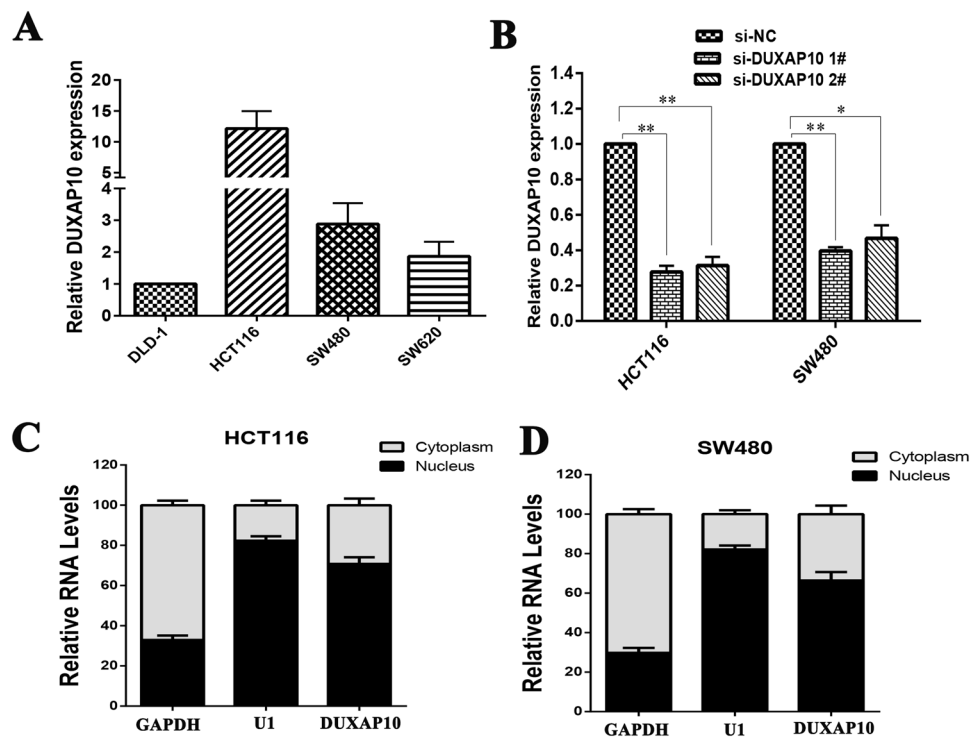 A
Relative DUXAP10 expression
20
15
10
5
4
3
2
1
0
DLD-1
HCT116
SW480
SW620
B
si-NC
si-DUXAP10 1#
si-DUXAP10 2#
Relative DUXAP10 expression
1.4
1.2
1.0
0.8
0.6
0.4
0.2
0.0
**
**
*
**
HCT116
SW480
C
HCT116
Cytoplasm
Nucleus
Relative RNA Levels
120
100
80
60
40
20
0
GAPDH U1 DUXAP10
D
SW480
Cytoplasm
Nucleus
Relative RNA Levels
120
100
80
60
40
20
0
GAPDH U1 DUXAP10